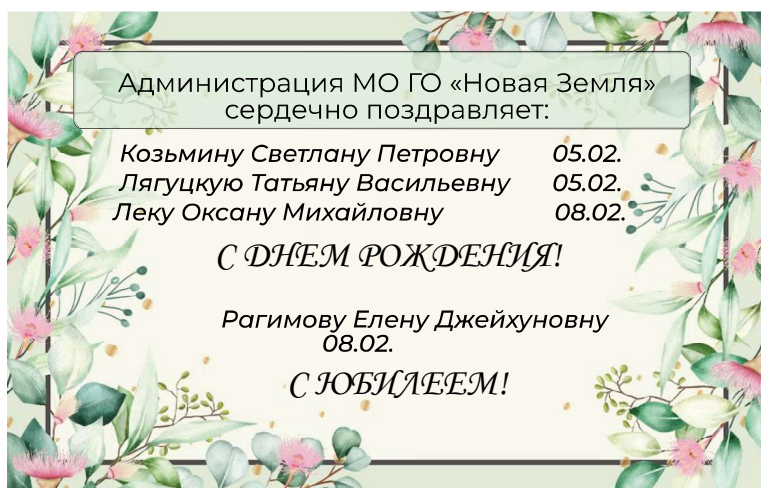 Администрация МО ГО «Новая Земля»
сердечно поздравляет:
Козьмину Светлану Петровну 05.02.
Лягуцкую Татьяну Васильевну 05.02.
Леку Оксану Михайловну 08.02.
С ДНЕМ РОЖДЕНИЯ!
Рагимову Елену Джейхуновну
08.02.
С ЮБИЛЕЕМ!